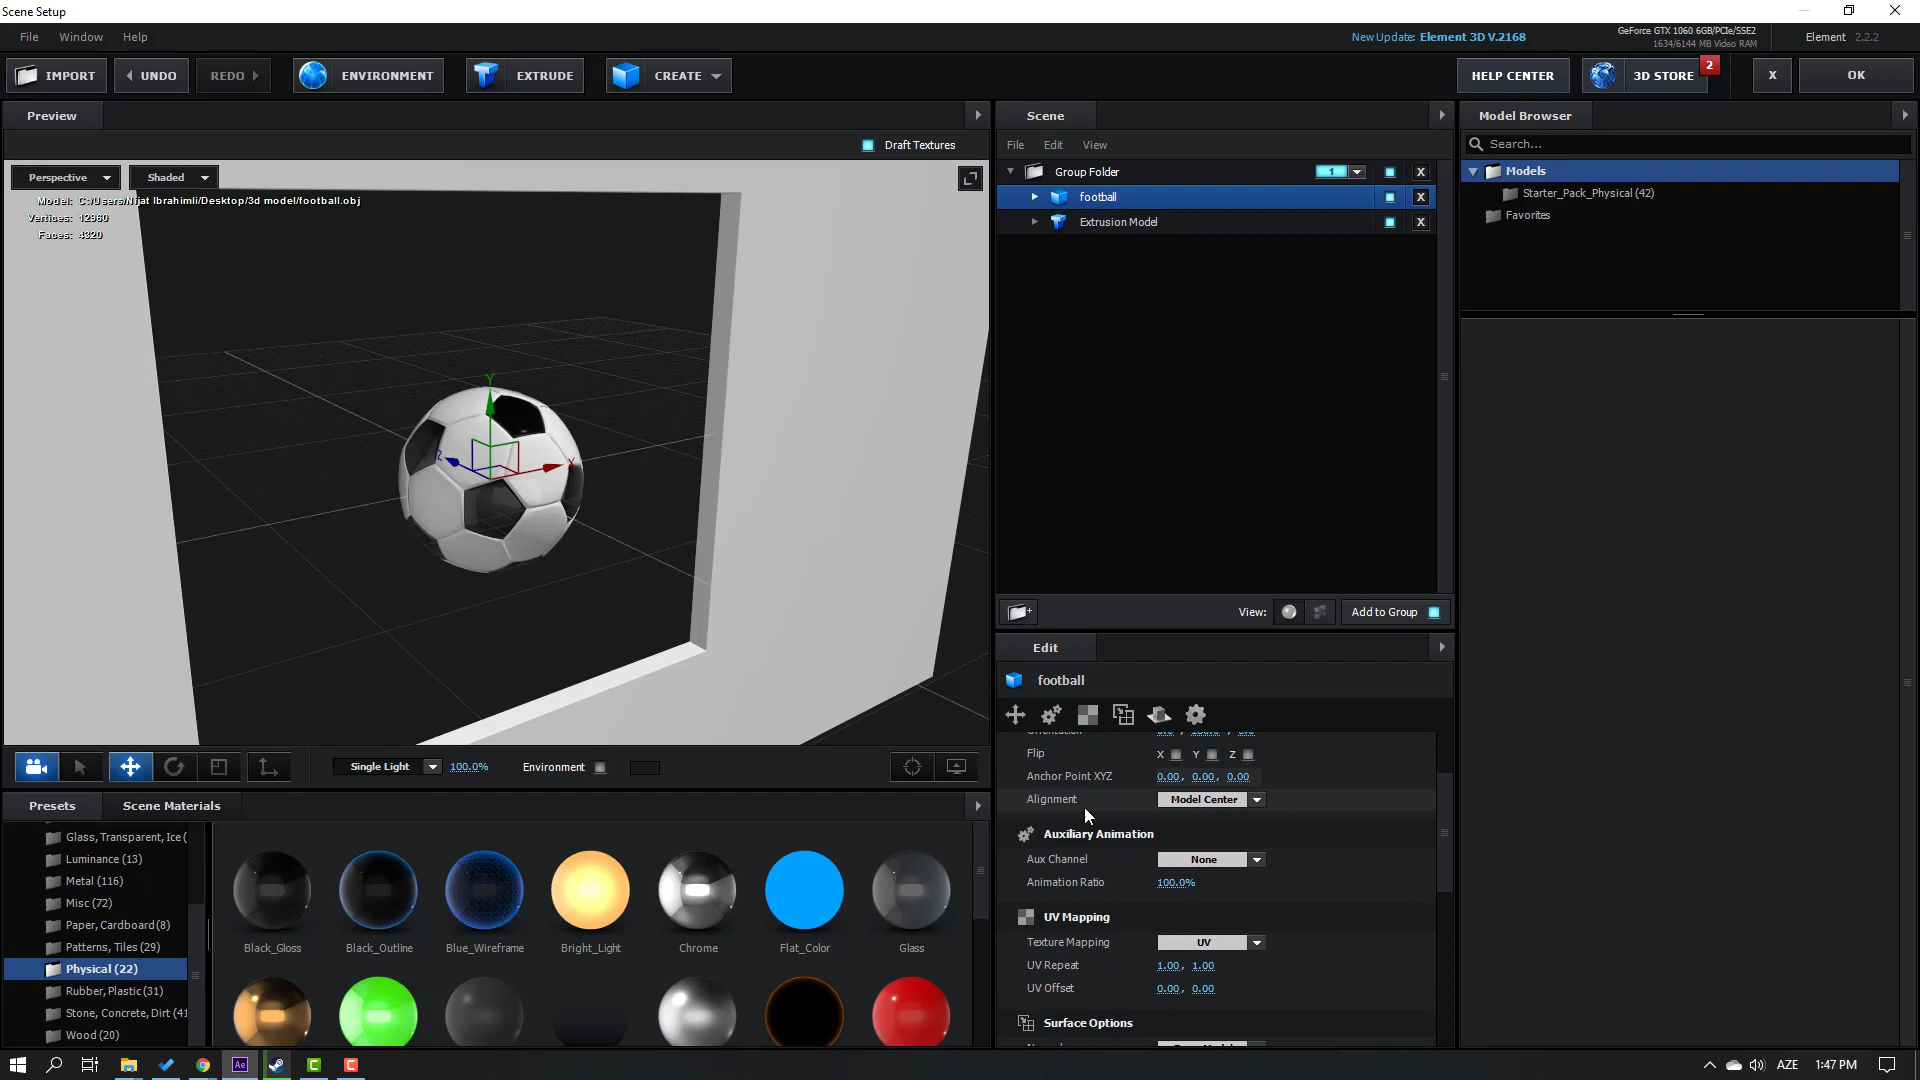 Scene Setup
File Window Help
New Update: Element 3D V.2168
GeForce GTX 1060 6GB/PCIe/SSE2
1634/6144 MB Video RAM
Element 2.2.2
IMPORT
UNDO
REDO
ENVIRONMENT
EXTRUDE
CREATE
HELP CENTER
3D STORE
2
X
OK
Preview
Draft Textures
Perspective
Shaded
Model: C:/Users/Nijat Ibrahimli/Desktop/3d model/football.obj
Vertices: 12960
Faces: 4320
Y
Z
X
Single Light
100.0%
Environment
Scene
File Edit View
Group Folder
1
X
football
X
Extrusion Model
X
View:
Add to Group
Model Browser
Search...
Models
Starter_Pack_Physical (42)
Favorites
Edit
football
Flip X Y Z
Anchor Point XYZ 0.00, 0.00, 0.00
Alignment Model Center
Auxiliary Animation
Aux Channel None
Animation Ratio 100.0%
UV Mapping
Texture Mapping UV
UV Repeat 1.00, 1.00
UV Offset 0.00, 0.00
Surface Options
Presets
Scene Materials
Glass, Transparent, Ice (
Luminance (13)
Metal (116)
Misc (72)
Paper, Cardboard (8)
Patterns, Tiles (29)
Physical (22)
Rubber, Plastic (31)
Stone, Concrete, Dirt (41
Wood (20)
Black_Gloss
Black_Outline
Blue_Wireframe
Bright_Light
Chrome
Flat_Color
Glass
Ae
C
C
AZE
1:47 PM